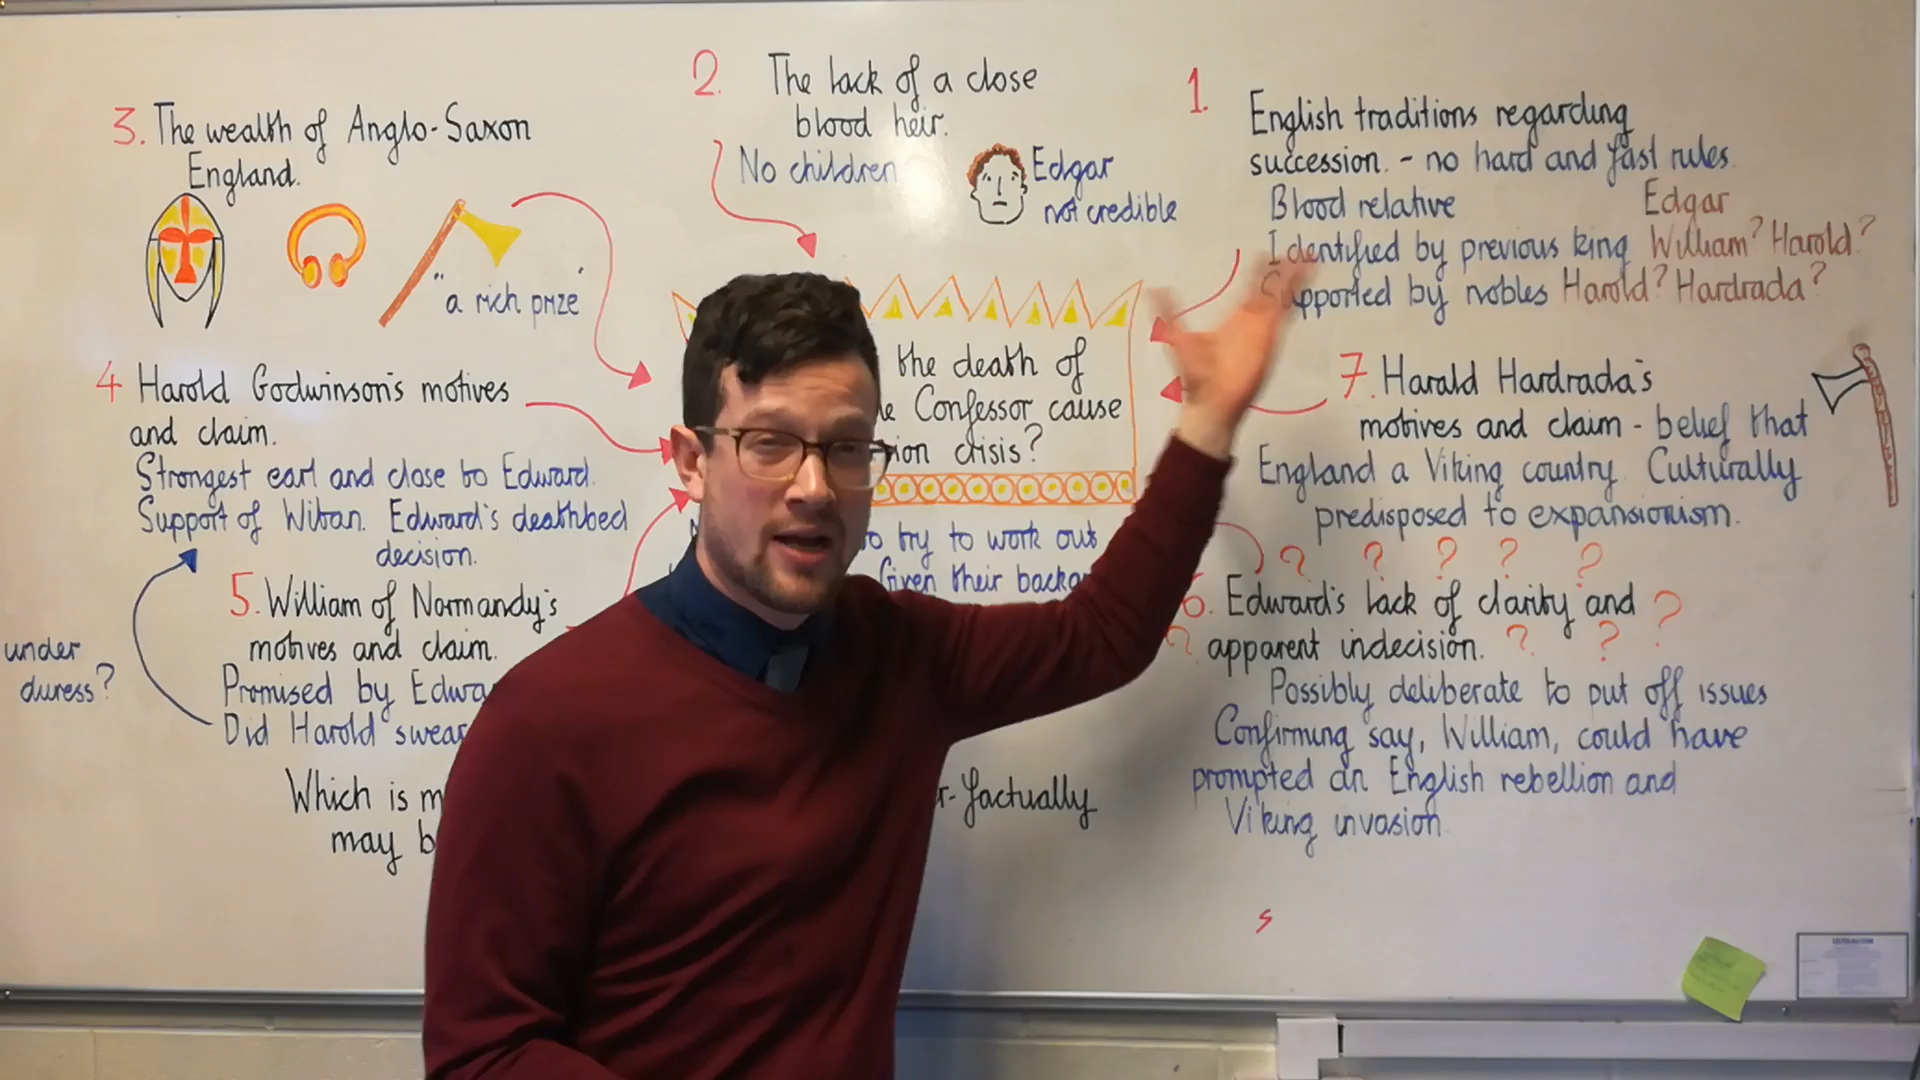 1. English traditions regarding
succession. - no hard and fast rules.
Blood relative Edgar
Identified by previous king William? Harold?
Supported by nobles Harold? Hardrada?
2. The lack of a close
blood heir.
No children
Edgar
not credible
3. The wealth of Anglo-Saxon
England.
"a rich prize"
4 Harold Godwinson's motives
and claim.
Strongest earl and close to Edward.
Support of Witan. Edward's deathbed
decision.
5. William of Normandy's
motives and claim.
Promised by Edwa
Did Harold swear
under
duress?
the death of
Confessor cause
crisis?
to try to work out
Given their backg
6. Edward's lack of clarity and
apparent indecision.
? ? ? ? ? ? ? ? ?
Possibly deliberate to put off issues
Confirming say, William, could have
prompted an English rebellion and
Viking invasion.
7. Harald Hardrada's
motives and claim - belief that
England a Viking country. Culturally
predisposed to expansionism.
Which is m r-factually
may b
s